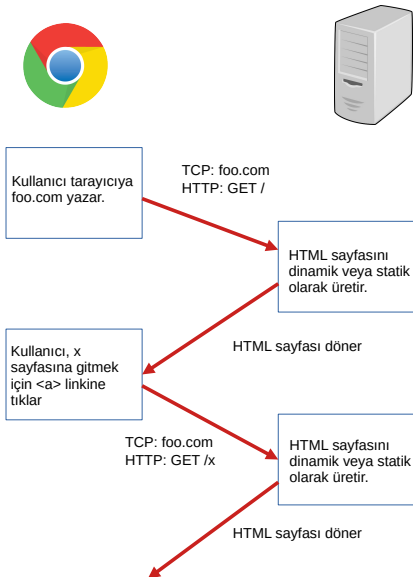 Kullanıcı tarayıcıya
foo.com yazar.
TCP: foo.com
HTTP: GET /
HTML sayfasını
dinamik veya statik
olarak üretir.
HTML sayfası döner
Kullanıcı, x
sayfasına gitmek
için <a> linkine
tıklar
TCP: foo.com
HTTP: GET /x
HTML sayfasını
dinamik veya statik
olarak üretir.
HTML sayfası döner